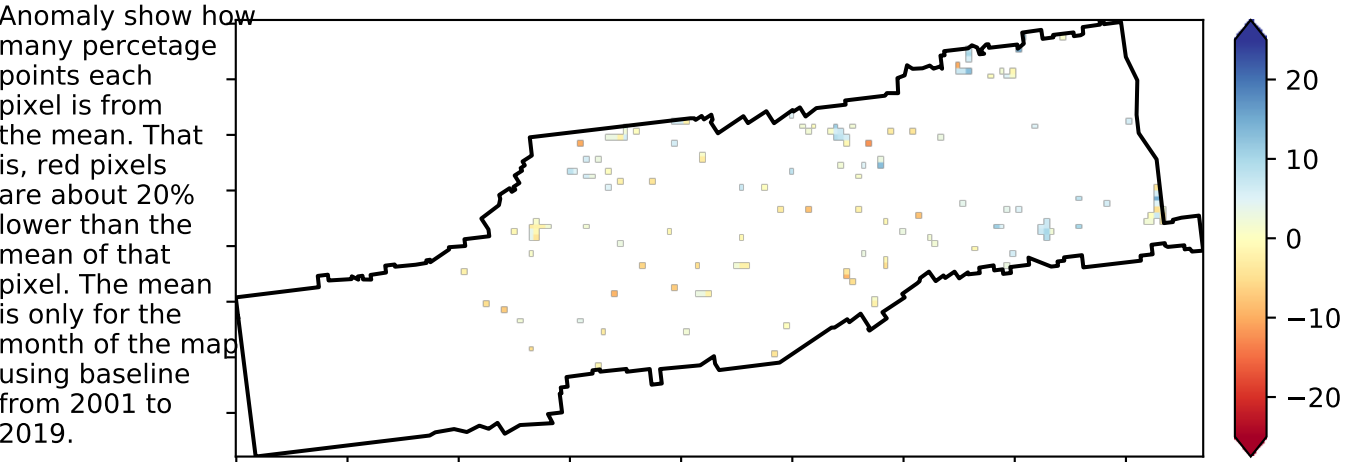 Anomaly show how
many percetage
points each
pixel is from
the mean. That
is, red pixels
are about 20%
lower than the
mean of that
pixel. The mean
is only for the
month of the map
using baseline
from 2001 to
2019.
20
10
0
−10
−20